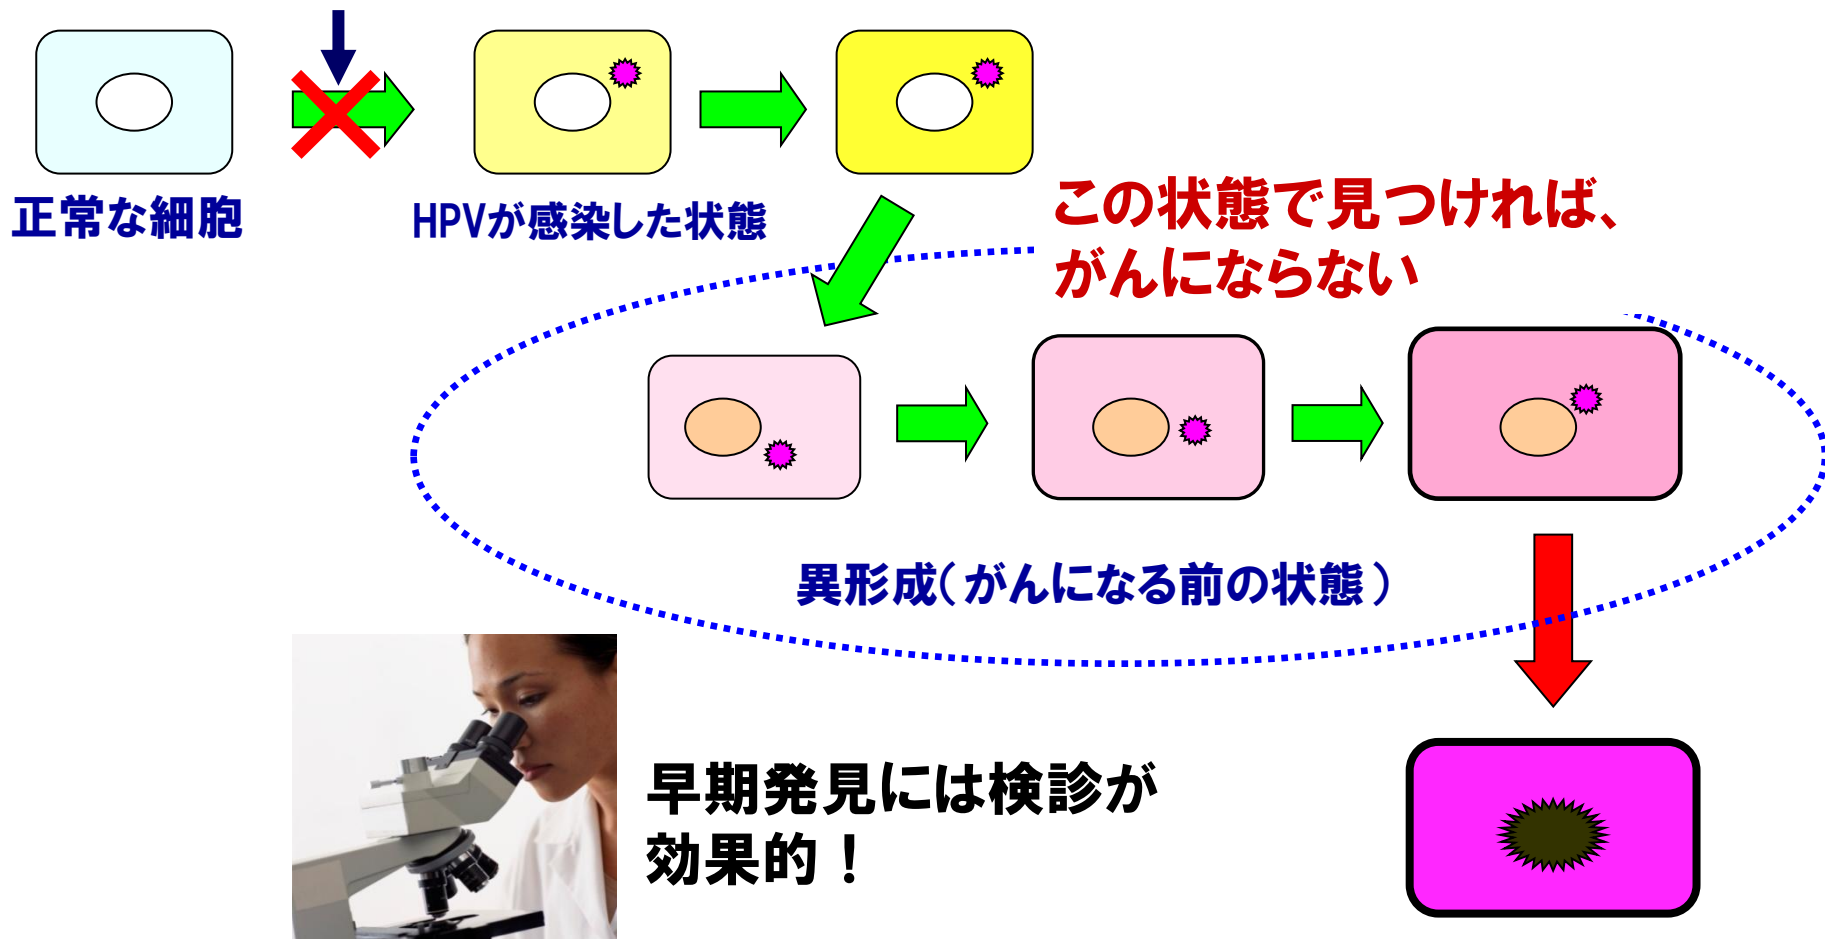 正常な細胞
HPVが感染した状態
この状態で見つければ、
がんにならない
異形成(がんになる前の状態)
早期発見には検診が
効果的！